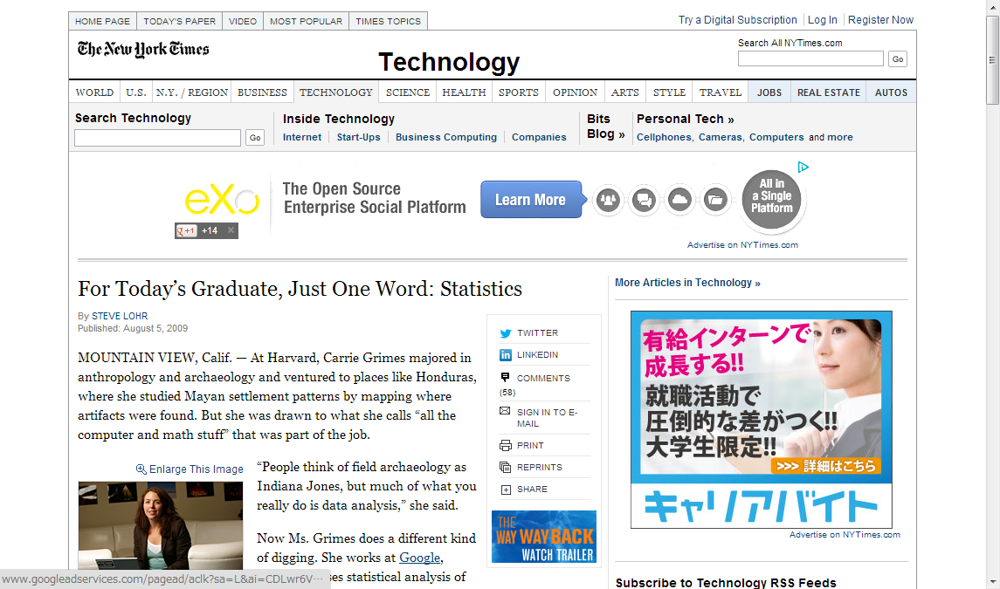 HOME PAGE TODAY'S PAPER VIDEO MOST POPULAR TIMES TOPICS
Try a Digital Subscription Log In Register Now
The New York Times
Technology
Search All NYTimes.com
Go
WORLD U.S. N.Y. / REGION BUSINESS TECHNOLOGY SCIENCE HEALTH SPORTS OPINION ARTS STYLE TRAVEL JOBS REAL ESTATE AUTOS
Search Technology
Go
Inside Technology
Internet Start-Ups Business Computing Companies
Bits
Blog »
Personal Tech »
Cellphones, Cameras, Computers and more
eXo
+1 +14 ×
The Open Source
Enterprise Social Platform
Learn More
All in
a Single
Platform
Advertise on NYTimes.com
For Today's Graduate, Just One Word: Statistics
By STEVE LOHR
Published: August 5, 2009
MOUNTAIN VIEW, Calif. — At Harvard, Carrie Grimes majored in
anthropology and archaeology and ventured to places like Honduras,
where she studied Mayan settlement patterns by mapping where
artifacts were found. But she was drawn to what she calls “all the
computer and math stuff” that was part of the job.
Enlarge This Image
“People think of field archaeology as
Indiana Jones, but much of what you
really do is data analysis,” she said.
Now Ms. Grimes does a different kind
of digging. She works at Google,
es statistical analysis of
TWITTER
LINKEDIN
COMMENTS
(58)
SIGN IN TO E-
MAIL
PRINT
REPRINTS
SHARE
THE
WAY WAY BACK
WATCH TRAILER
More Articles in Technology »
有給インターンで
成長する!!
就職活動で
圧倒的な差がつく!!
大学生限定!!
>>> 詳細はこちら
キャリアバイト
Advertise on NYTimes.com
Subscribe to Technology RSS Feeds
www.googleadservices.com/pagead/aclk?sa=L&ai=CDLwr6V...